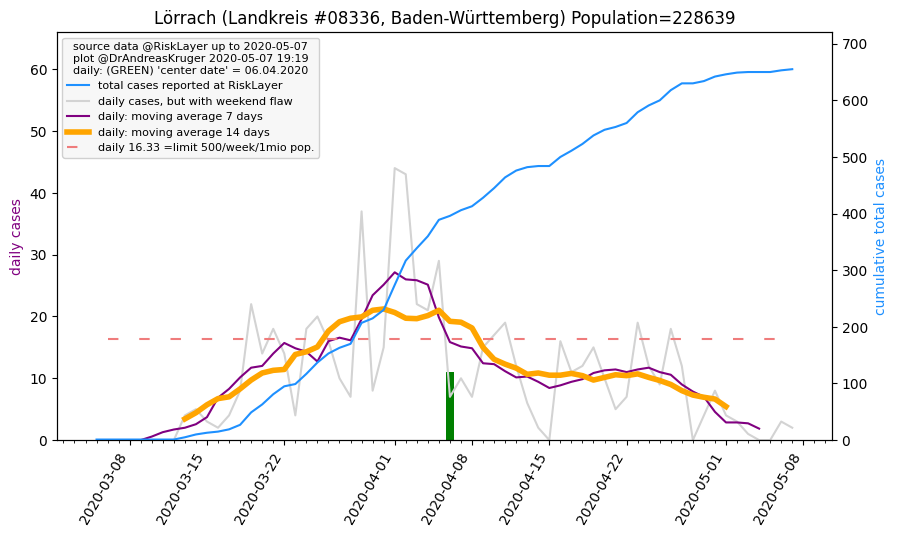 Lörrach (Landkreis #08336, Baden-Württemberg) Population=228639
source data @RiskLayer up to 2020-05-07
plot @DrAndreasKruger 2020-05-07 19:19
daily: (GREEN) 'center date' = 06.04.2020
total cases reported at RiskLayer
daily cases, but with weekend flaw
daily: moving average 7 days
daily: moving average 14 days
daily 16.33 =limit 500/week/1mio pop.
daily cases
60
50
40
30
20
10
0
cumulative total cases
700
600
500
400
300
200
100
0
2020-03-08
2020-03-15
2020-03-22
2020-04-01
2020-04-08
2020-04-15
2020-04-22
2020-05-01
2020-05-08